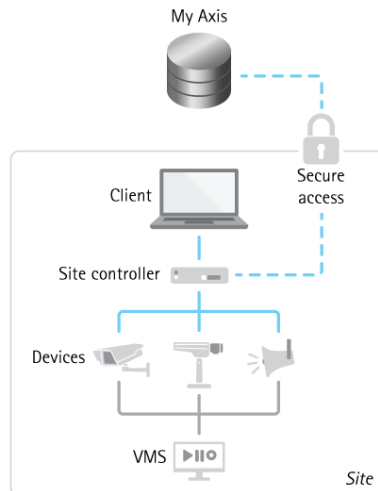 My Axis
Secure
access
Client
Site controller
Devices
VMS
Site